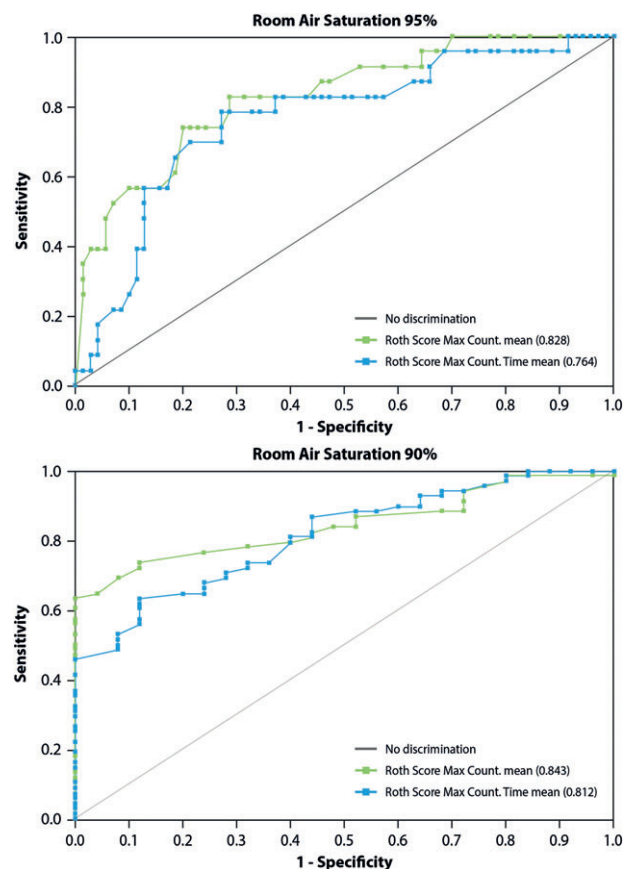 Room Air Saturation 95%
1.0
0.8
0.6
0.4
0.2
0.0
Sensitivity
No discrimination
Roth Score Max Count. mean (0.828)
Roth Score Max Count. Time mean (0.764)
0.0 0.1 0.2 0.3 0.4 0.5 0.6 0.7 0.8 0.9 1.0
1 - Specificity
Room Air Saturation 90%
1.0
0.8
0.6
0.4
0.2
0.0
Sensitivity
No discrimination
Roth Score Max Count. mean (0.843)
Roth Score Max Count. Time mean (0.812)
0.0 0.1 0.2 0.3 0.4 0.5 0.6 0.7 0.8 0.9 1.0
1 - Specificity